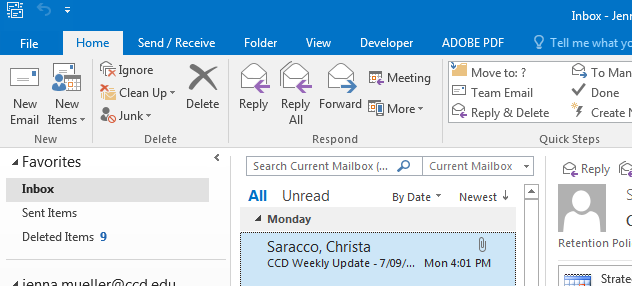 Inbox - Jenn
File Home Send / Receive Folder View Developer ADOBE PDF Tell me what yo
New Email
New Items
New
Ignore
Clean Up
Junk
Delete
Delete
Reply
Reply All
Forward
Meeting
More
Respond
Move to: ?
Team Email
Reply & Delete
To Man
Done
Create N
Quick Steps
Favorites
Inbox
Sent Items
Deleted Items 9
jenna.mueller@ccd.edu
Search Current Mailbox (... Current Mailbox
All Unread By Date Newest
Monday
Saracco, Christa
CCD Weekly Update - 7/09/... Mon 4:01 PM
Reply
S
Retention Poli
Strate